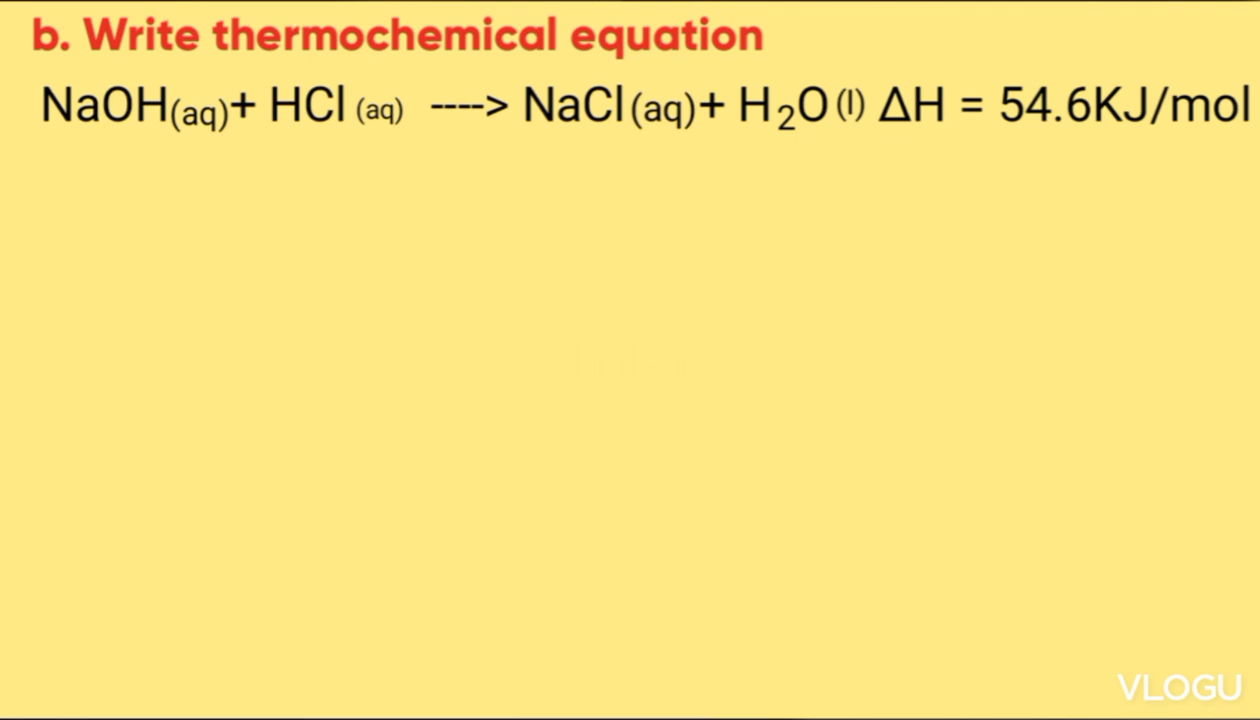 b. Write thermochemical equation
NaOH(aq)+ HCl (aq) ----> NaCl(aq)+ H₂O (l) ΔH = 54.6KJ/mol
VLOGU